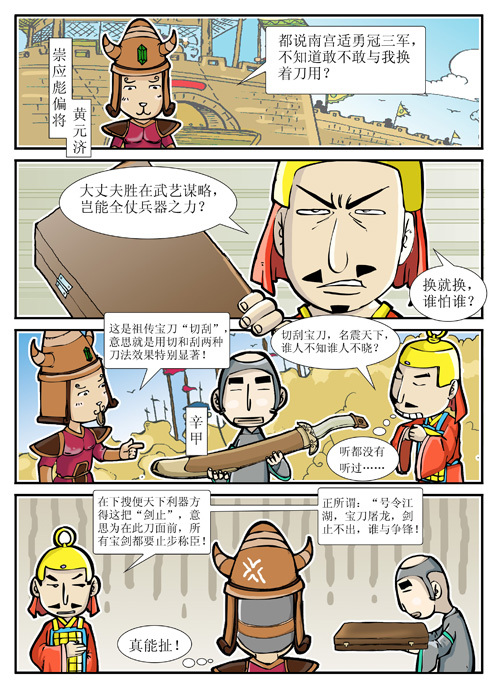 崇应彪偏将
黄元济
都说南宫适勇冠三军，
不知道敢不敢与我换
着刀用？
大丈夫胜在武艺谋略，
岂能全仗兵器之力？
换就换，
谁怕谁？
这是祖传宝刀“切刮”，
意思就是用切和刮两种
刀法效果特别显著！
辛甲
切刮宝刀，名震天下，
谁人不知谁人不晓？
听都没有
听过……
在下搜便天下利器方
得这把“剑止”，意
思为在此刀面前，所
有宝剑都要止步称臣！
正所谓：“号令江
湖，宝刀屠龙，剑
止不出，谁与争锋！
真能扯！